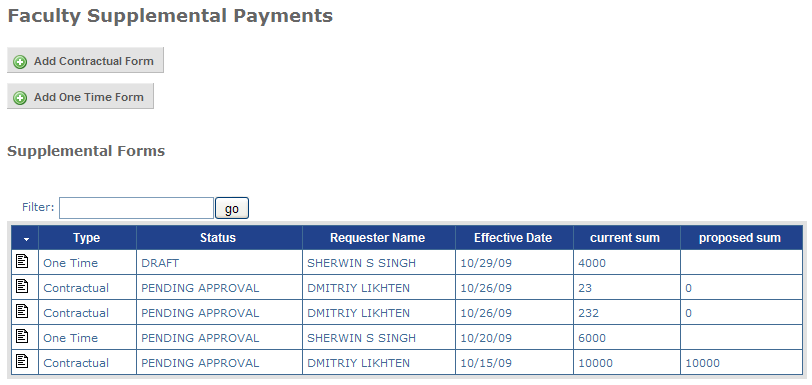 Faculty Supplemental Payments
Add Contractual Form
Add One Time Form
Supplemental Forms
Filter: go
Type Status Requester Name Effective Date current sum proposed sum
One Time DRAFT SHERWIN S SINGH 10/29/09 4000
Contractual PENDING APPROVAL DMITRIY LIKHTEN 10/26/09 23 0
Contractual PENDING APPROVAL DMITRIY LIKHTEN 10/26/09 232 0
One Time PENDING APPROVAL SHERWIN S SINGH 10/20/09 6000
Contractual PENDING APPROVAL DMITRIY LIKHTEN 10/15/09 10000 10000